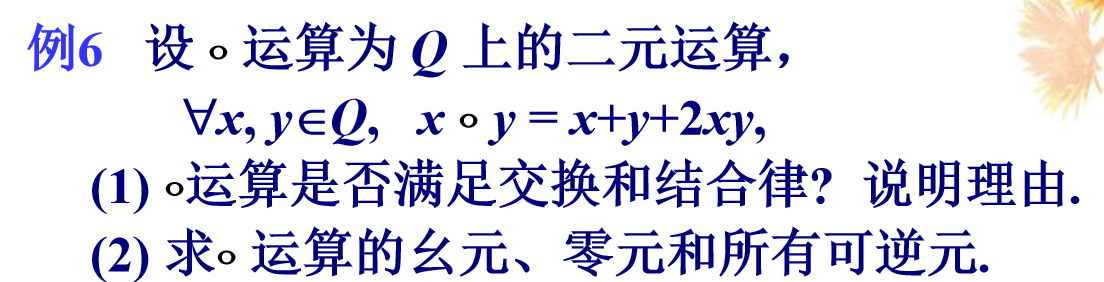 例6 设 ∘ 运算为 Q 上的二元运算，
∀x, y∈Q, x ∘ y = x+y+2xy,
(1) ∘运算是否满足交换和结合律? 说明理由.
(2) 求∘ 运算的幺元、零元和所有可逆元.